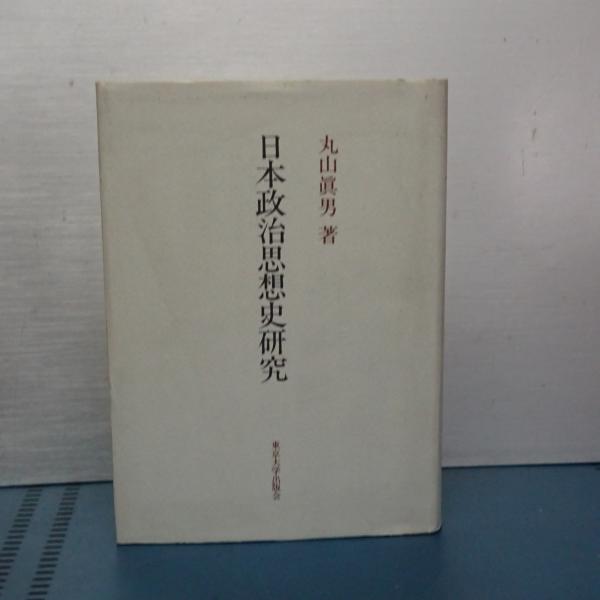 丸山眞男 著
日本政治思想史研究
東京大学出版会